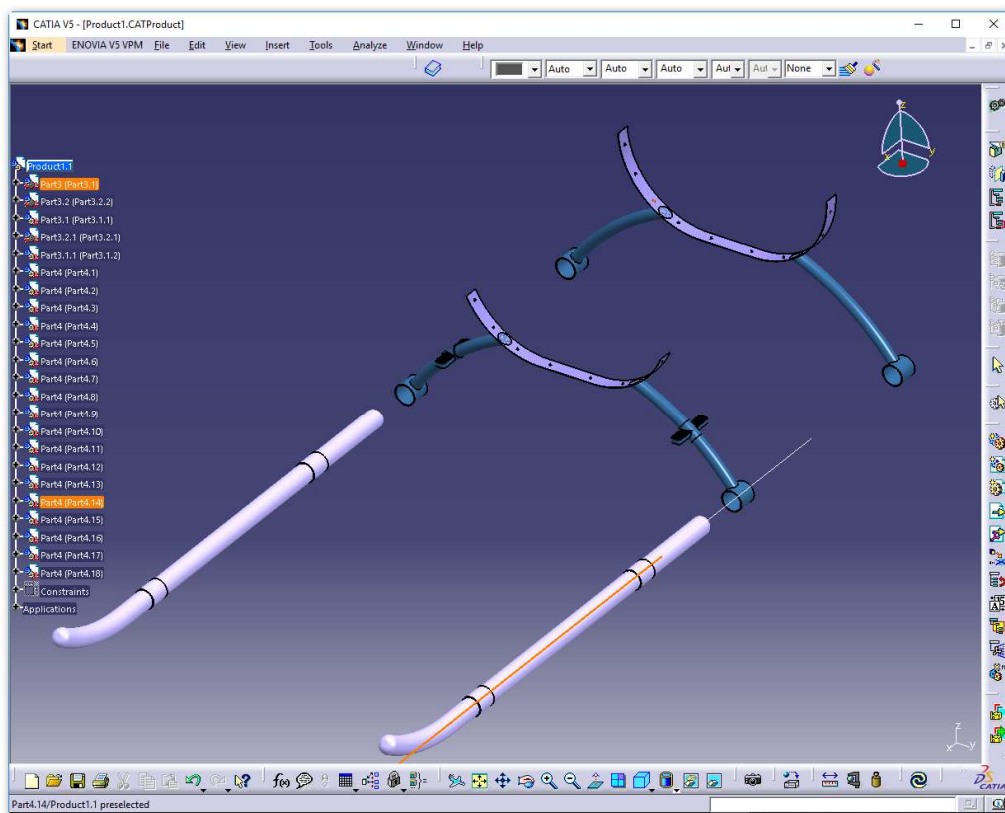 CATIA V5 - [Product1.CATProduct]
Start ENOVIA V5 VPM File Edit View Insert Tools Analyze Window Help
Auto Auto Auto Aut Aut None
Product1.1
Part3 (Part3.1)
Part3.2 (Part3.2.2)
Part3.1 (Part3.1.1)
Part3.2.1 (Part3.2.1)
Part3.1.1 (Part3.1.2)
Part4 (Part4.1)
Part4 (Part4.2)
Part4 (Part4.3)
Part4 (Part4.4)
Part4 (Part4.5)
Part4 (Part4.6)
Part4 (Part4.7)
Part4 (Part4.8)
Part4 (Part4.9)
Part4 (Part4.10)
Part4 (Part4.11)
Part4 (Part4.12)
Part4 (Part4.13)
Part4 (Part4.14)
Part4 (Part4.15)
Part4 (Part4.16)
Part4 (Part4.17)
Part4 (Part4.18)
Constraints
Applications
z
x y
z
x y
f(x)
CATIA
Part4.14/Product1.1 preselected